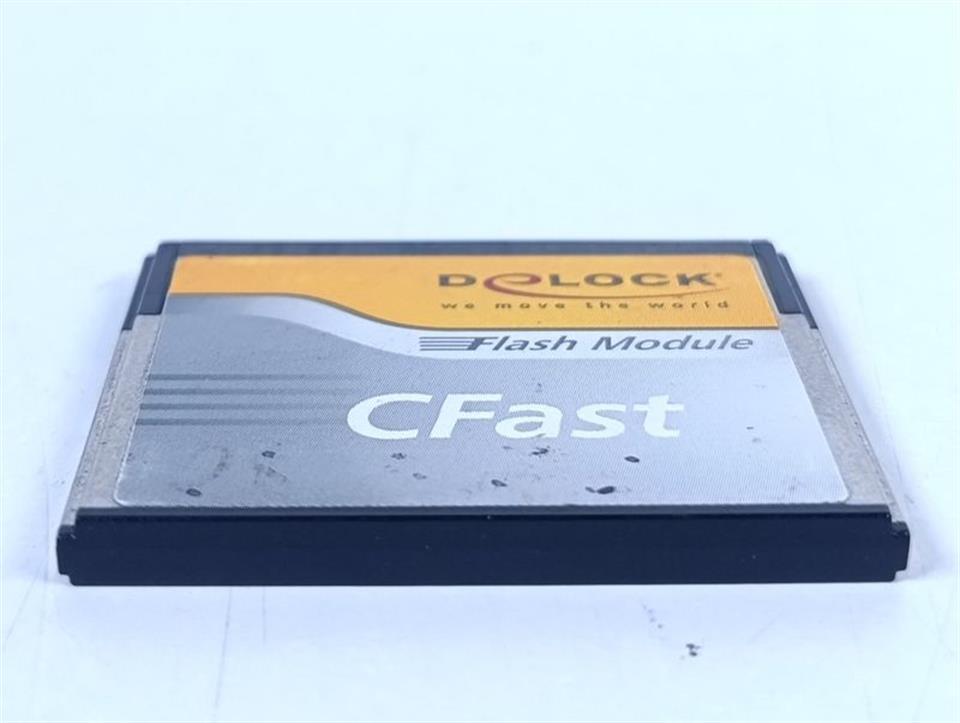 DELOCK®
we move the world
Flash Module
CFast